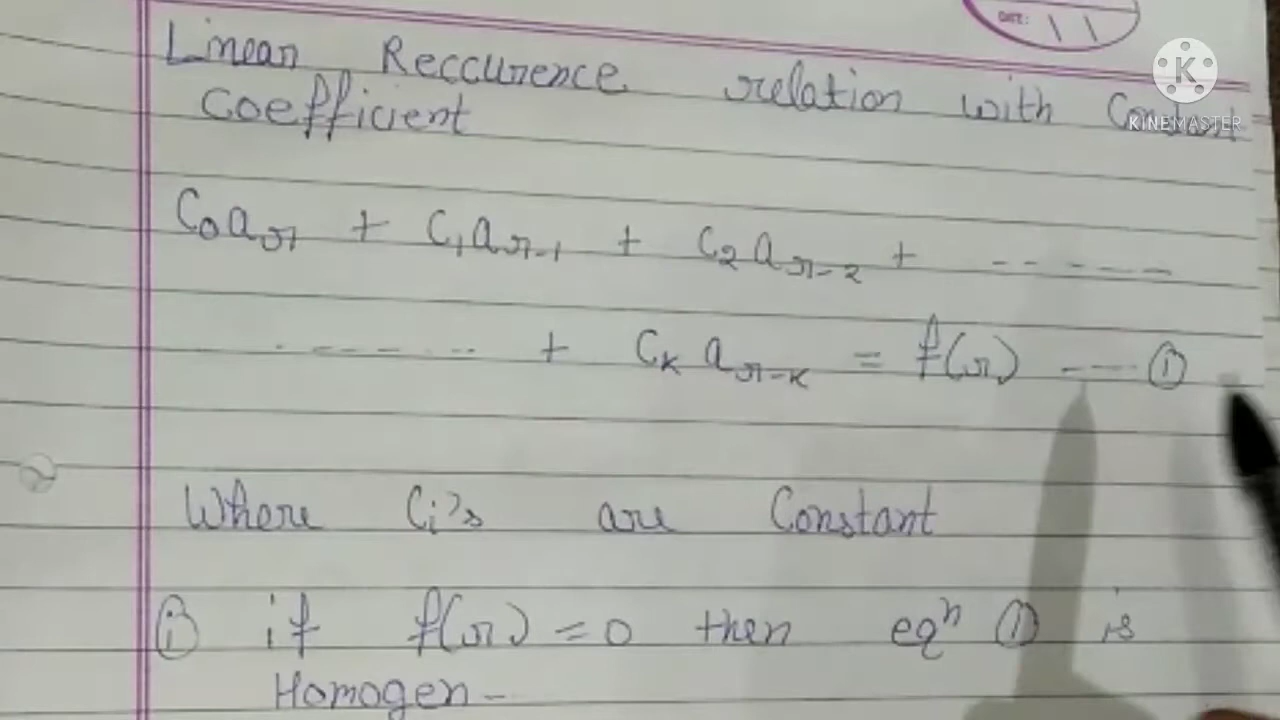 DATE: \ \
K
KINEMASTER
Linear Reccurence relation with Constant
Coefficient
C₀aᵣ + C₁aᵣ₋₁ + C₂aᵣ₋₂ + ------
------ + Cₖ aᵣ₋ₖ = f(r) ---- ①
Where Cᵢ's are Constant
ⓘ if f(r) = 0 then eqⁿ ① is
Homogen-